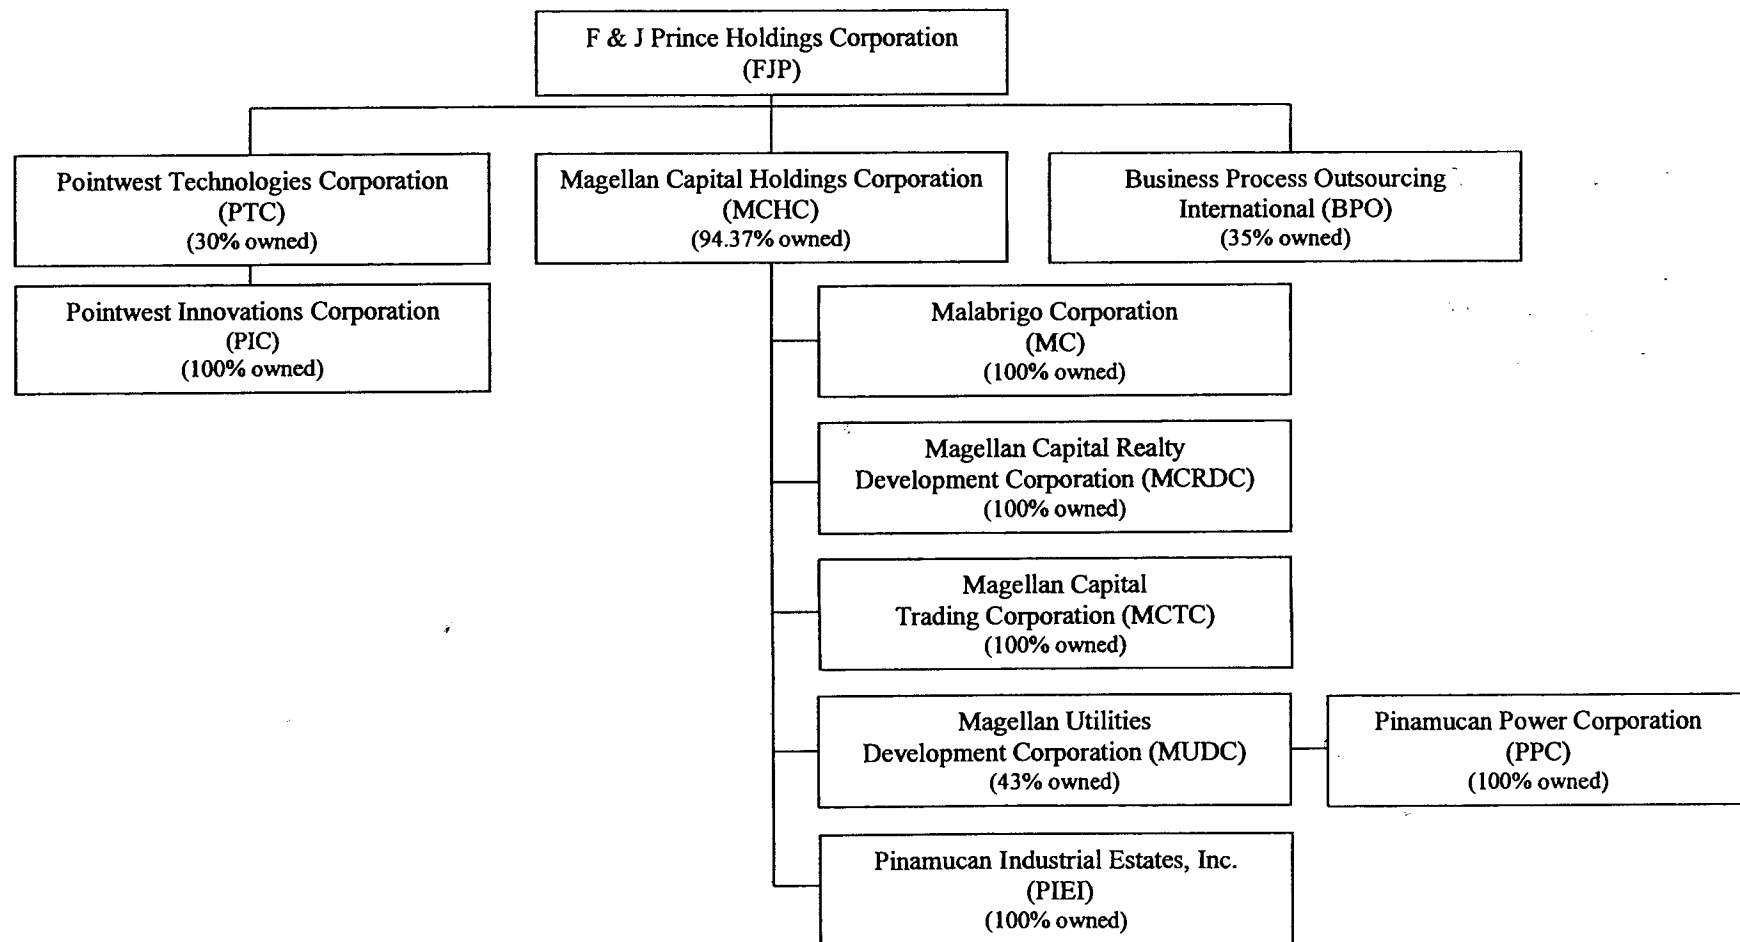 F & J Prince Holdings Corporation
(FJP)
Pointwest Technologies Corporation
(PTC)
(30% owned)
Magellan Capital Holdings Corporation
(MCHC)
(94.37% owned)
Business Process Outsourcing
International (BPO)
(35% owned)
Pointwest Innovations Corporation
(PIC)
(100% owned)
Malabrigo Corporation
(MC)
(100% owned)
Magellan Capital Realty
Development Corporation (MCRDC)
(100% owned)
Magellan Capital
Trading Corporation (MCTC)
(100% owned)
Magellan Utilities
Development Corporation (MUDC)
(43% owned)
Pinamucan Power Corporation
(PPC)
(100% owned)
Pinamucan Industrial Estates, Inc.
(PIEI)
(100% owned)